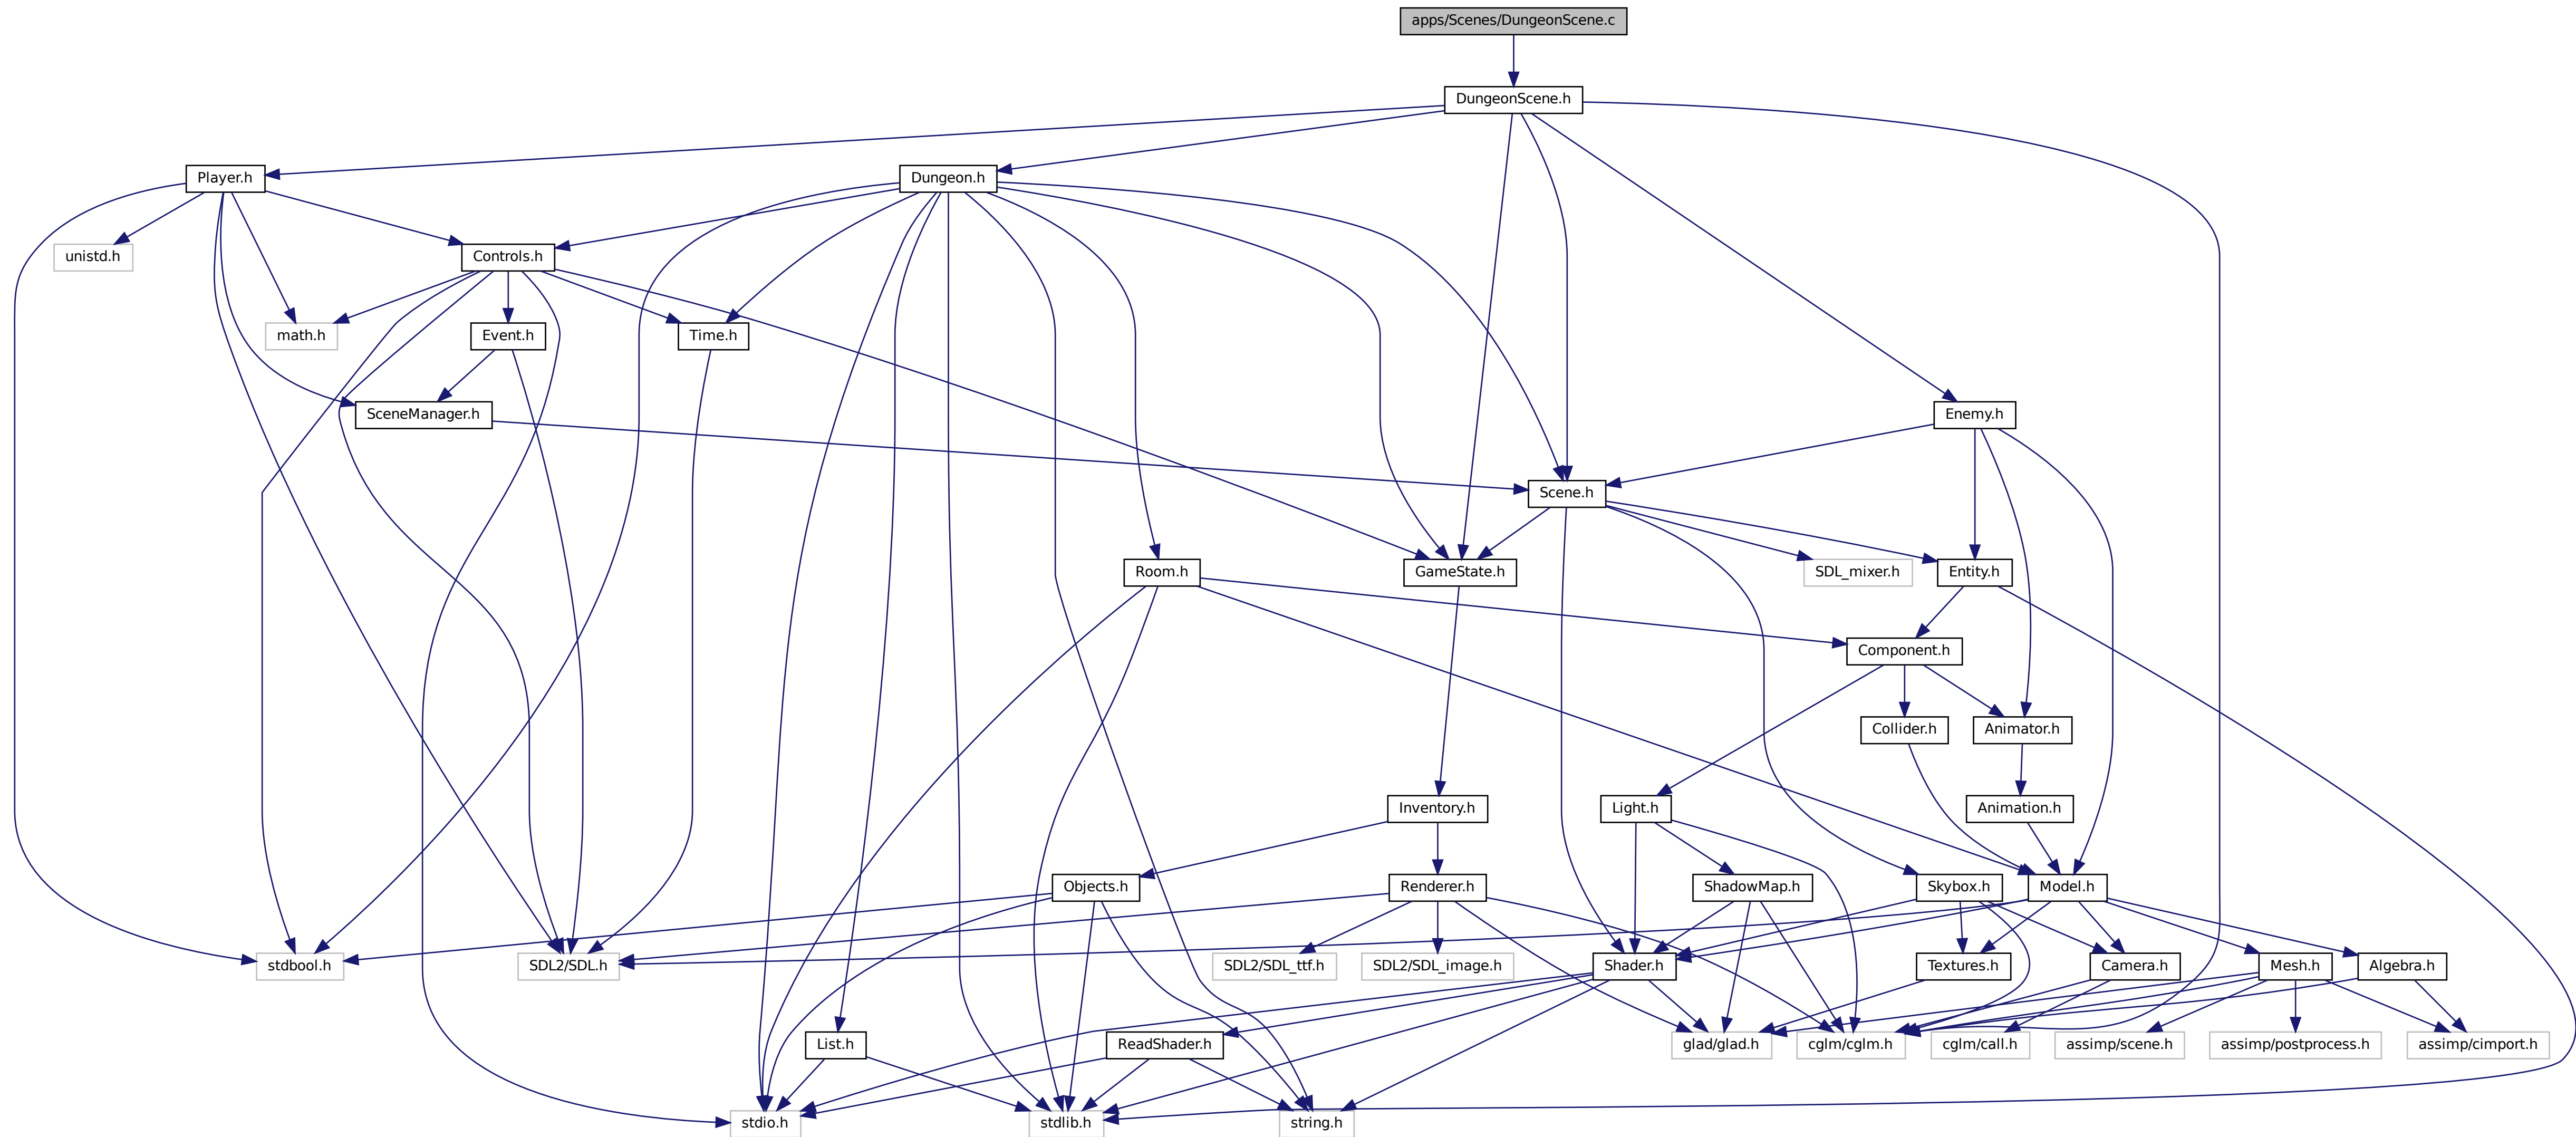 apps/Scenes/DungeonScene.c
DungeonScene.h
Player.h
Dungeon.h
unistd.h
Controls.h
math.h
Event.h
Time.h
SceneManager.h
Enemy.h
Scene.h
Room.h
GameState.h
SDL_mixer.h
Entity.h
Component.h
Collider.h
Animator.h
Inventory.h
Light.h
Animation.h
Objects.h
Renderer.h
ShadowMap.h
Skybox.h
Model.h
stdbool.h
SDL2/SDL.h
SDL2/SDL_ttf.h
SDL2/SDL_image.h
Shader.h
Textures.h
Camera.h
Mesh.h
Algebra.h
List.h
ReadShader.h
glad/glad.h
cglm/cglm.h
cglm/call.h
assimp/scene.h
assimp/postprocess.h
assimp/cimport.h
stdio.h
stdlib.h
string.h